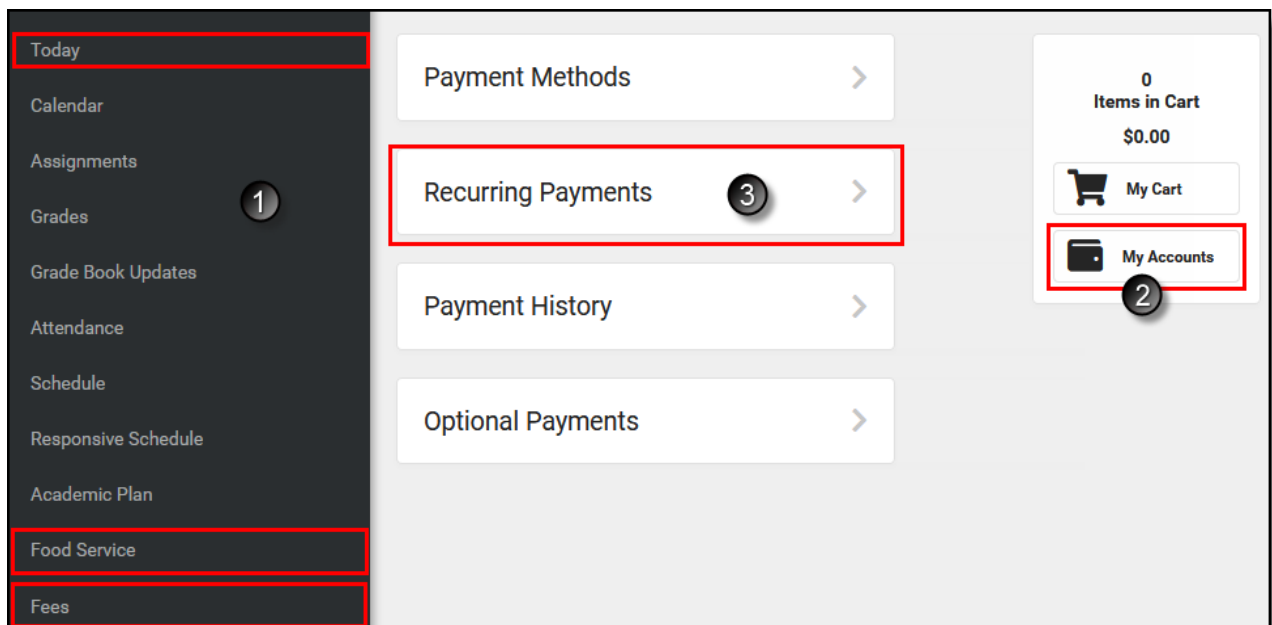 Today
Calendar
Assignments
1
Grades
Grade Book Updates
Attendance
Schedule
Responsive Schedule
Academic Plan
Food Service
Fees
Payment Methods
Recurring Payments 3
Payment History
Optional Payments
0
Items in Cart
$0.00
My Cart
My Accounts
2